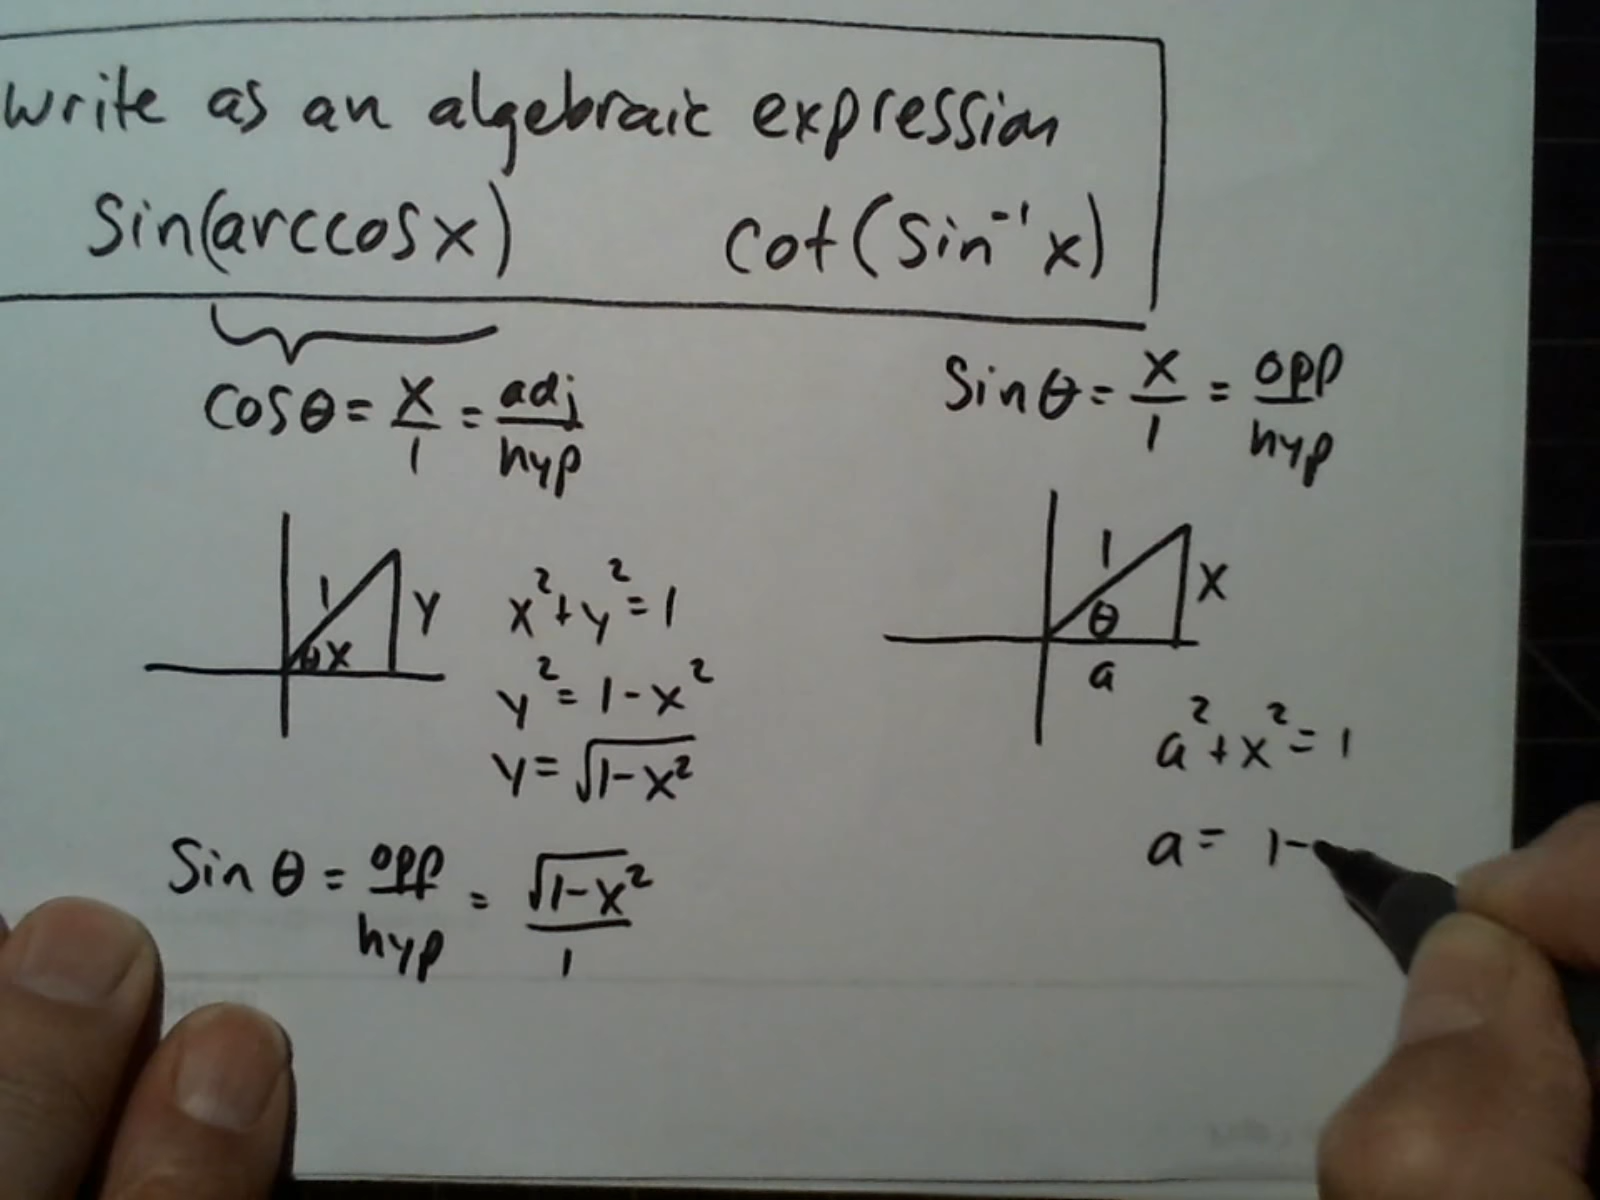 write as an algebraic expression
sin(arccos x)
cot(sin⁻¹ x)
cos θ = x/1 = adj/hyp
1
y
θ x
x² + y² = 1
y² = 1 - x²
y = √(1-x²)
sin θ = opp/hyp = √(1-x²)/1
sin θ = x/1 = opp/hyp
1
x
θ
a
a² + x² = 1
a = 1-